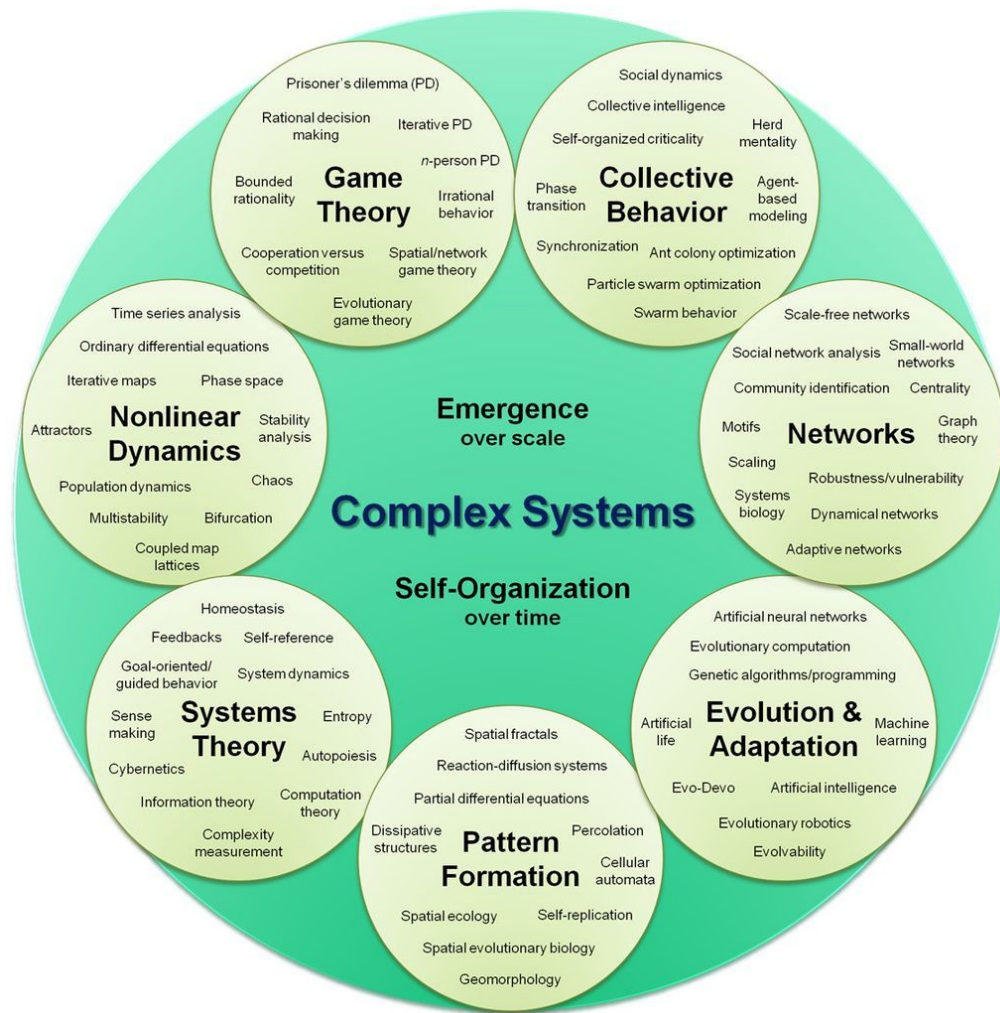 Prisoner's dilemma (PD)
Rational decision
making
Iterative PD
n-person PD
Bounded
rationality
Game
Theory
Irrational
behavior
Cooperation versus
competition
Spatial/network
game theory
Evolutionary
game theory
Social dynamics
Collective intelligence
Self-organized criticality
Herd
mentality
Phase
transition
Collective
Behavior
Agent-
based
modeling
Synchronization
Ant colony optimization
Particle swarm optimization
Swarm behavior
Time series analysis
Ordinary differential equations
Iterative maps
Phase space
Attractors
Nonlinear
Dynamics
Stability
analysis
Population dynamics
Chaos
Multistability
Bifurcation
Coupled map
lattices
Emergence
over scale
Complex Systems
Self-Organization
over time
Scale-free networks
Social network analysis
Small-world
networks
Community identification
Centrality
Motifs
Networks
Graph
theory
Scaling
Robustness/vulnerability
Systems
biology
Dynamical networks
Adaptive networks
Homeostasis
Feedbacks
Self-reference
Goal-oriented/
guided behavior
System dynamics
Sense
making
Systems
Theory
Entropy
Autopoiesis
Cybernetics
Information theory
Computation
theory
Complexity
measurement
Spatial fractals
Reaction-diffusion systems
Partial differential equations
Dissipative
structures
Pattern
Formation
Percolation
Cellular
automata
Spatial ecology
Self-replication
Spatial evolutionary biology
Geomorphology
Artificial neural networks
Evolutionary computation
Genetic algorithms/programming
Artificial
life
Evolution &
Adaptation
Machine
learning
Evo-Devo
Artificial intelligence
Evolutionary robotics
Evolvability